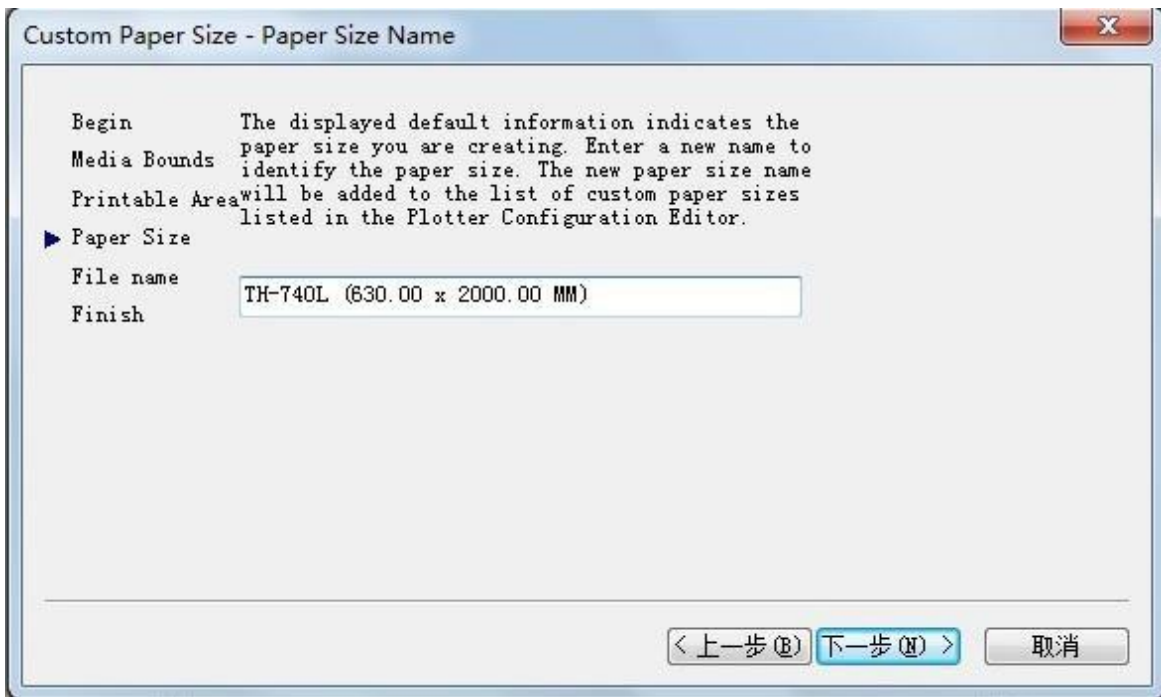 Custom Paper Size - Paper Size Name
Begin
Media Bounds
Printable Area
Paper Size
File name
Finish
The displayed default information indicates the
paper size you are creating. Enter a new name to
identify the paper size. The new paper size name
will be added to the list of custom paper sizes
listed in the Plotter Configuration Editor.
TH-740L (630.00 x 2000.00 MM)
< 上一步(B)
下一步(N) >
取消